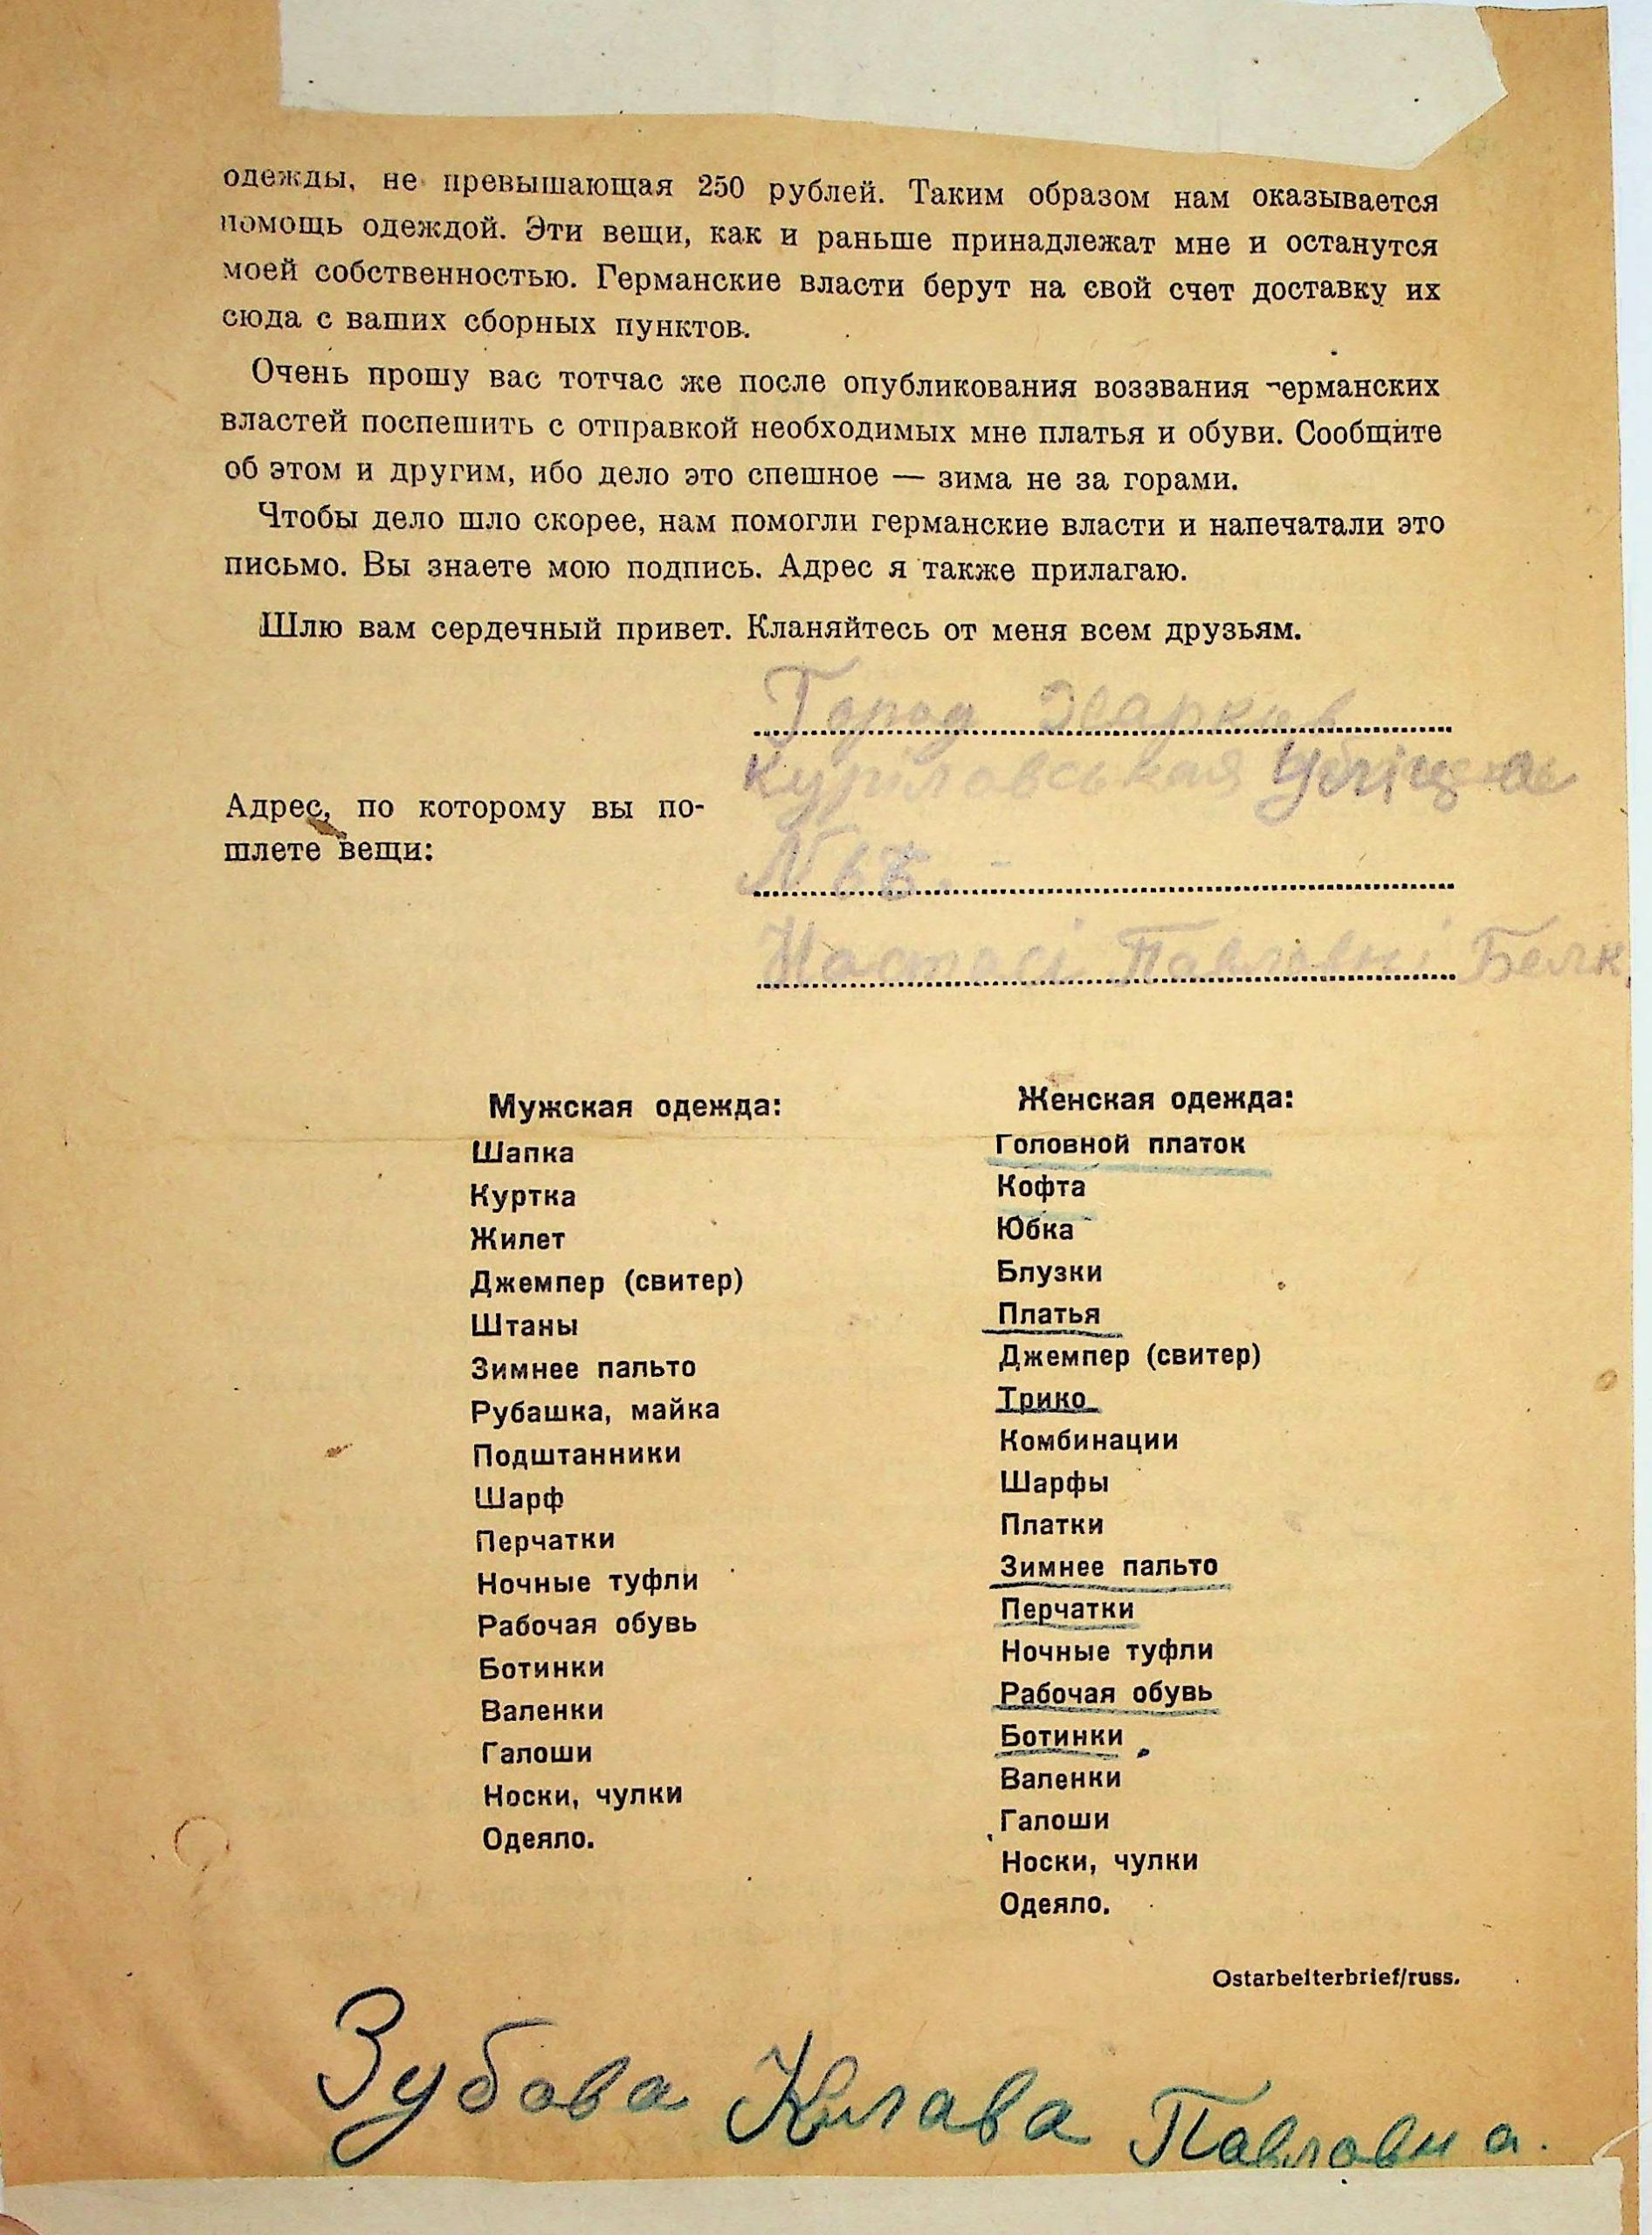 одежды, не превышающая 250 рублей. Таким образом нам оказывается
помощь одеждой. Эти вещи, как и раньше принадлежат мне и останутся
моей собственностью. Германские власти берут на свой счет доставку их
сюда с ваших сборных пунктов.
Очень прошу вас тотчас же после опубликования воззвания германских
властей поспешить с отправкой необходимых мне платья и обуви. Сообщите
об этом и другим, ибо дело это спешное — зима не за горами.
Чтобы дело шло скорее, нам помогли германские власти и напечатали это
письмо. Вы знаете мою подпись. Адрес я также прилагаю.
Шлю вам сердечный привет. Кланяйтесь от меня всем друзьям.
Город Харкив
Куріловськая
Адрес, по которому вы по-
шлете вещи:
Настасі Павловні Белк
Мужская одежда:
Шапка
Куртка
Жилет
Джемпер (свитер)
Штаны
Зимнее пальто
Рубашка, майка
Подштанники
Шарф
Перчатки
Ночные туфли
Рабочая обувь
Ботинки
Валенки
Галоши
Носки, чулки
Одеяло.
Женская одежда:
Головной платок
Кофта
Юбка
Блузки
Платья
Джемпер (свитер)
Трико
Комбинации
Шарфы
Платки
Зимнее пальто
Перчатки
Ночные туфли
Рабочая обувь
Ботинки
Валенки
Галоши
Носки, чулки
Одеяло.
Ostarbeiterbrief/russ.
Зубова Клава Павловна.